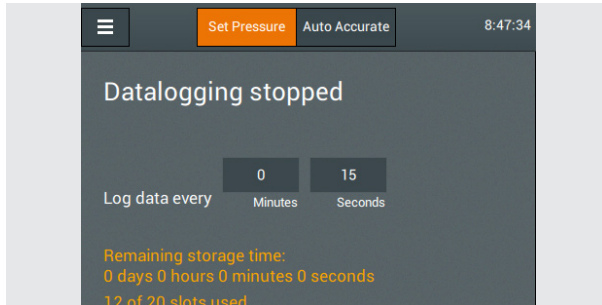 Set Pressure Auto Accurate 8:47:34
Datalogging stopped
0 15
Log data every Minutes Seconds
Remaining storage time:
0 days 0 hours 0 minutes 0 seconds
12 of 20 slots used